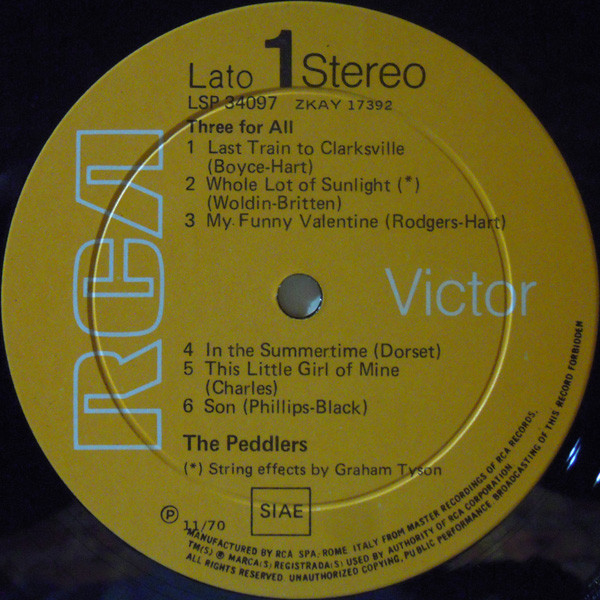 Lato 1 Stereo
LSP 34097 ZKAY 17392
Three for All
1 Last Train to Clarksville
(Boyce-Hart)
2 Whole Lot of Sunlight (*)
(Woldin-Britten)
3 My Funny Valentine (Rodgers-Hart)
RCA
Victor
4 In the Summertime (Dorset)
5 This Little Girl of Mine
(Charles)
6 Son (Phillips-Black)
The Peddlers
(*) String effects by Graham Tyson
SIAE
Ⓟ 11/70
MANUFACTURED BY RCA SPA; ROME ITALY FROM MASTER RECORDINGS OF RCA RECORDS.
TM(S) ® MARCA(S) REGISTRADA(S) USED BY AUTHORITY OF RCA CORPORATION
ALL RIGHTS RESERVED UNAUTHORIZED COPYING, PUBLIC PERFORMANCE BROADCASTING OF THIS RECORD FORBIDDEN